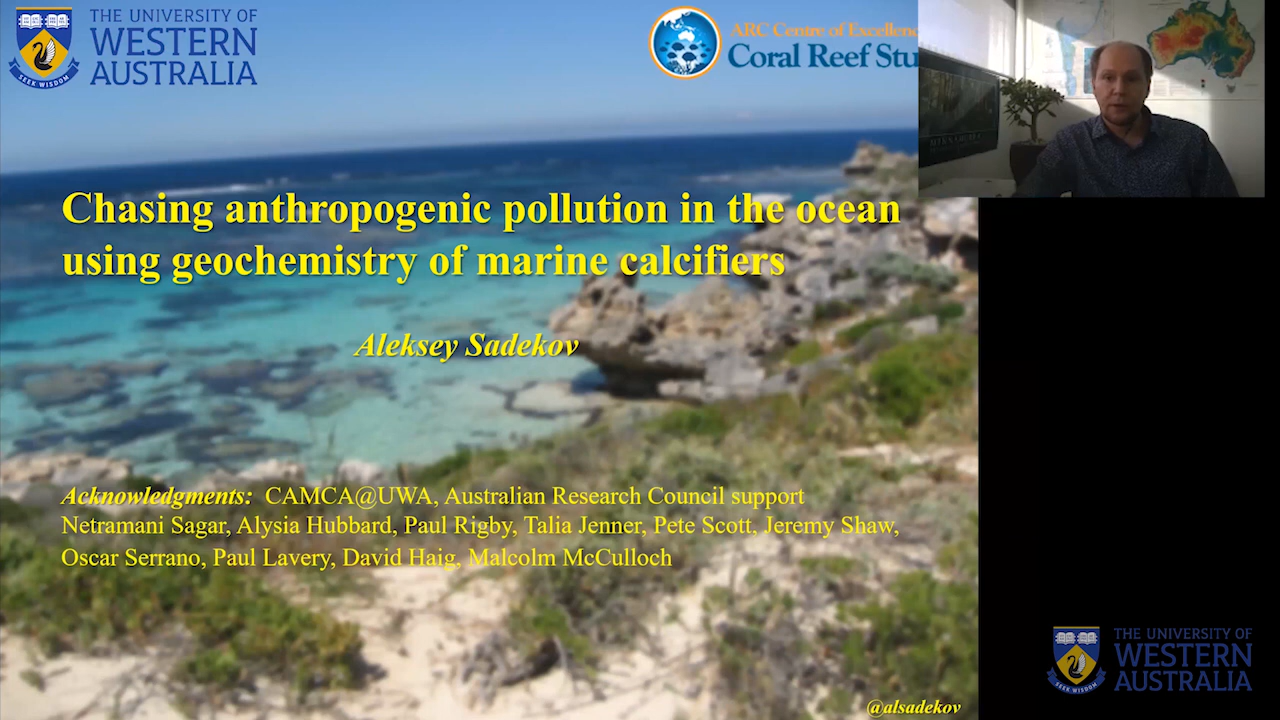 THE UNIVERSITY OF
WESTERN
AUSTRALIA
SEEK WISDOM
ARC Centre of Excellenc
Coral Reef Stu
Chasing anthropogenic pollution in the ocean
using geochemistry of marine calcifiers
Aleksey Sadekov
Acknowledgments: CAMCA@UWA, Australian Research Council support
Netramani Sagar, Alysia Hubbard, Paul Rigby, Talia Jenner, Pete Scott, Jeremy Shaw,
Oscar Serrano, Paul Lavery, David Haig, Malcolm McCulloch
@alsadekov
THE UNIVERSITY OF
WESTERN
AUSTRALIA
SEEK WISDOM